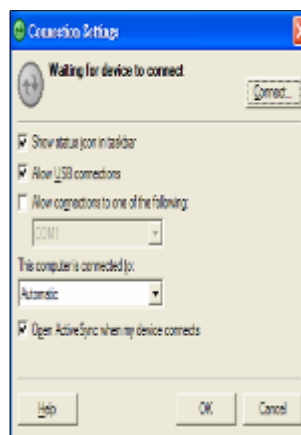 Connection Settings
Waiting for device to connect
Connect...
Show status icon in taskbar
Allow USB connections
Allow connections to one of the following:
COM1
This computer is connected to:
Automatic
Open ActiveSync when my device connects
Help
OK
Cancel